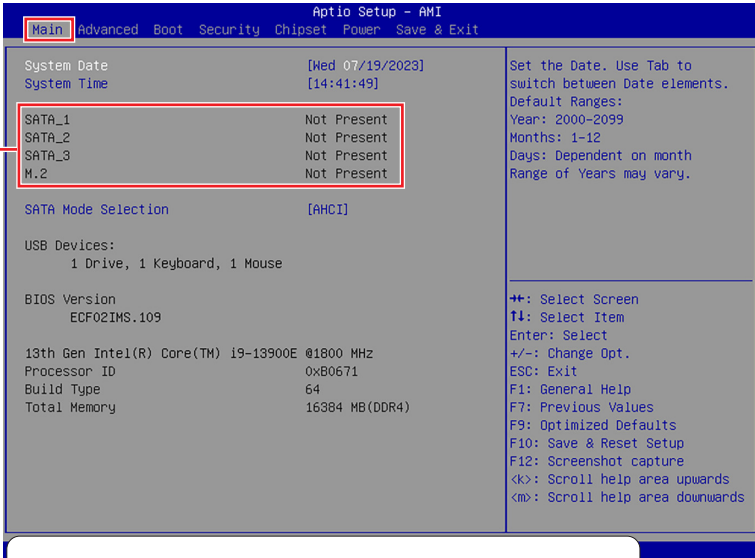 Aptio Setup – AMI
Main Advanced Boot Security Chipset Power Save & Exit
System Date [Wed 07/19/2023]
System Time [14:41:49]
SATA_1 Not Present
SATA_2 Not Present
SATA_3 Not Present
M.2 Not Present
SATA Mode Selection [AHCI]
USB Devices:
1 Drive, 1 Keyboard, 1 Mouse
BIOS Version
ECF02IMS.109
13th Gen Intel(R) Core(TM) i9-13900E @1800 MHz
Processor ID 0xB0671
Build Type 64
Total Memory 16384 MB(DDR4)
Set the Date. Use Tab to
switch between Date elements.
Default Ranges:
Year: 2000-2099
Months: 1-12
Days: Dependent on month
Range of Years may vary.
→←: Select Screen
↑↓: Select Item
Enter: Select
+/-: Change Opt.
ESC: Exit
F1: General Help
F7: Previous Values
F9: Optimized Defaults
F10: Save & Reset Setup
F12: Screenshot capture
<k>: Scroll help area upwards
<m>: Scroll help area downwards